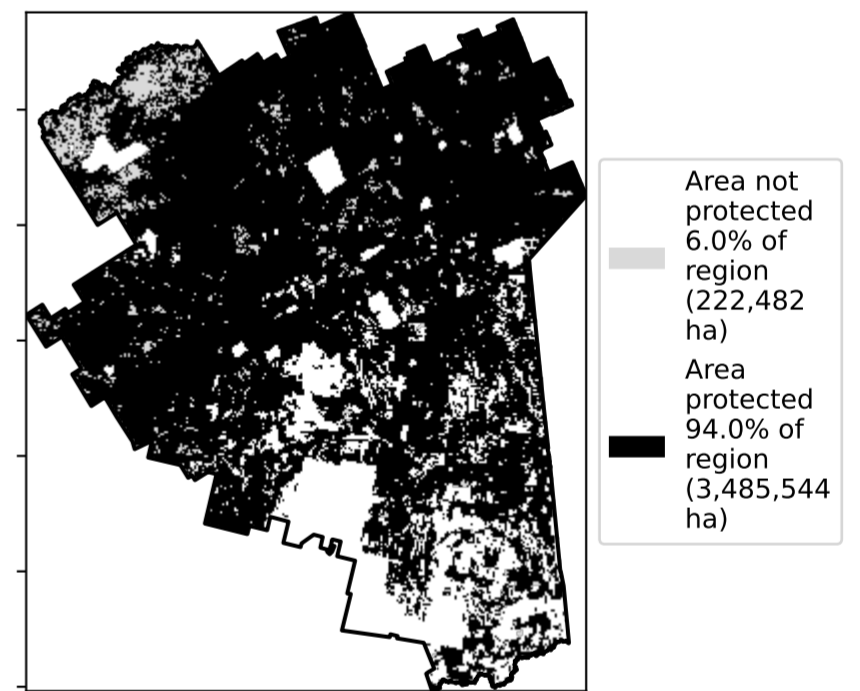 Area not
protected
6.0% of
region
(222,482
ha)
Area
protected
94.0% of
region
(3,485,544
ha)